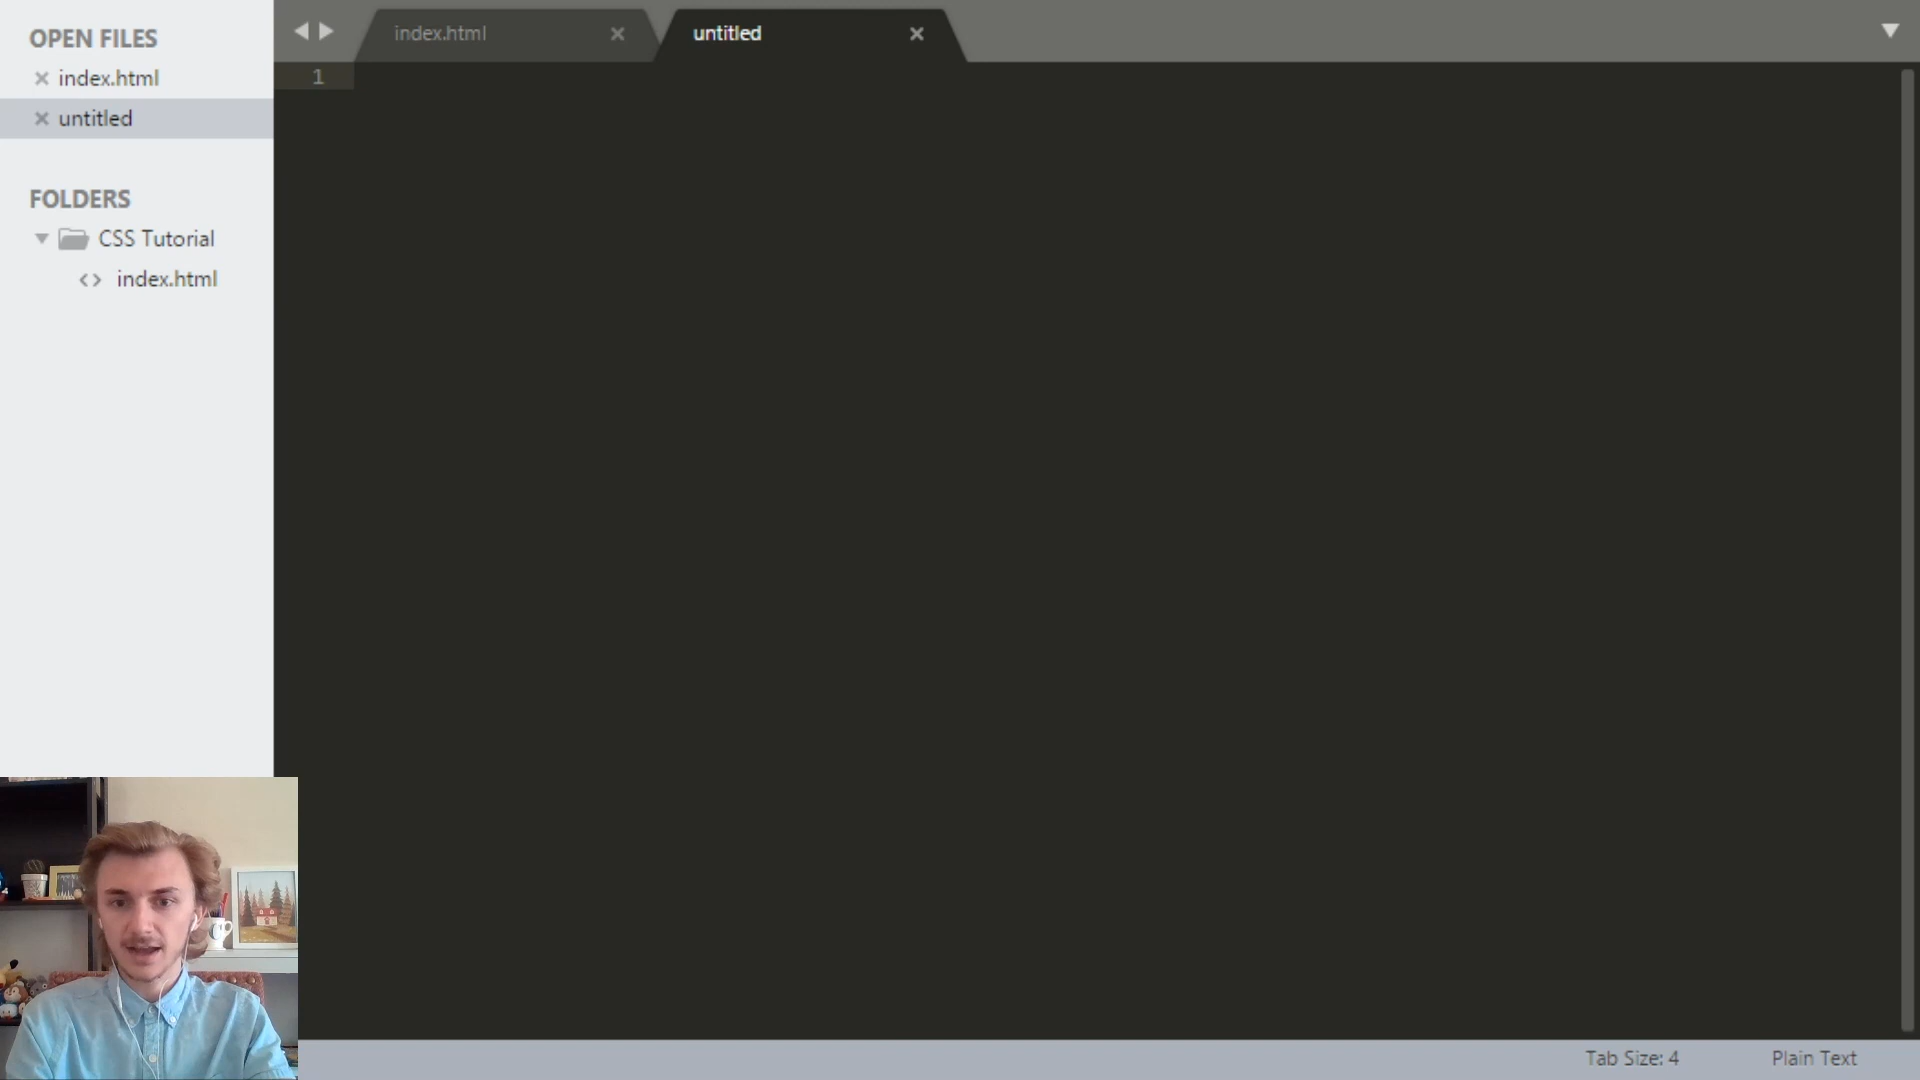 OPEN FILES
index.html
untitled
FOLDERS
CSS Tutorial
<> index.html
index.html
untitled
1
Tab Size: 4
Plain Text